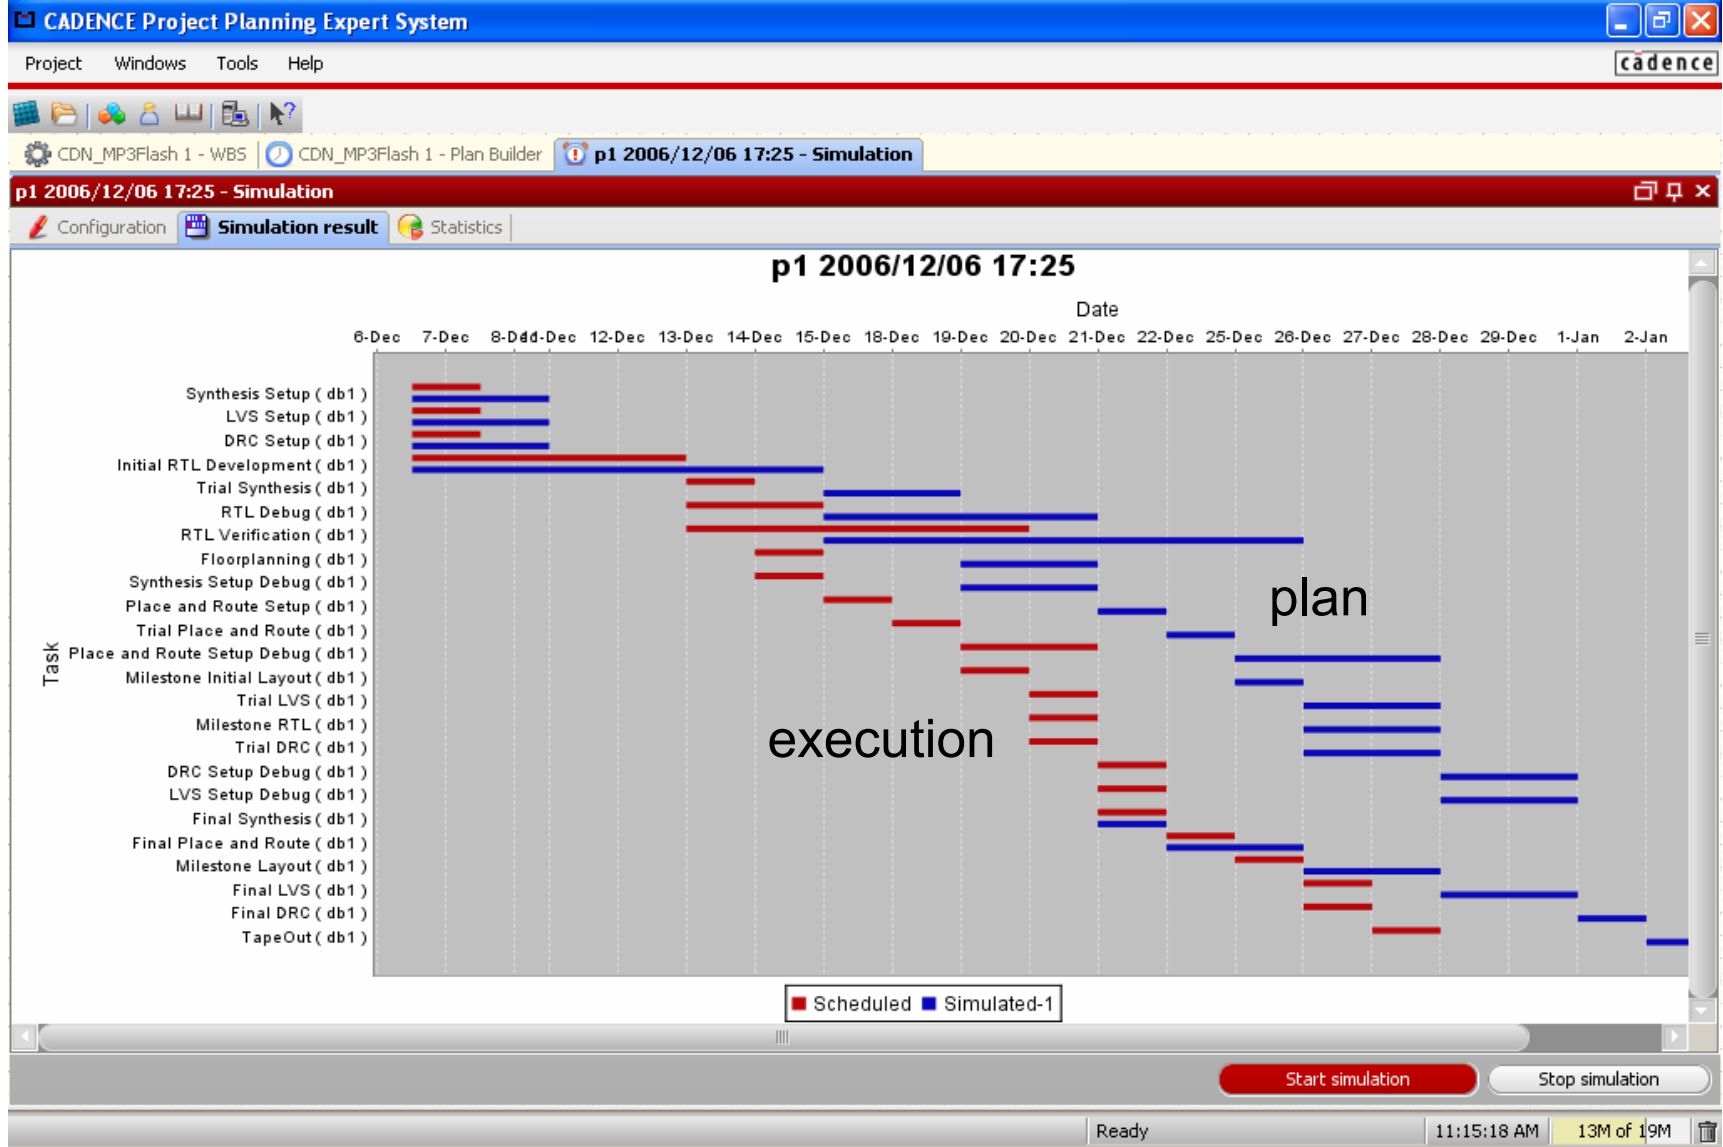 CADENCE Project Planning Expert System
Project Windows Tools Help
cādence
CDN_MP3Flash 1 - WBS CDN_MP3Flash 1 - Plan Builder p1 2006/12/06 17:25 - Simulation
p1 2006/12/06 17:25 - Simulation
Configuration Simulation result Statistics
p1 2006/12/06 17:25
Date
6-Dec 7-Dec 12-Dec 13-Dec 14-Dec 15-Dec 18-Dec 19-Dec 20-Dec 21-Dec 22-Dec 25-Dec 26-Dec 27-Dec 28-Dec 29-Dec 1-Jan 2-Jan
Task
Synthesis Setup ( db1 )
LVS Setup ( db1 )
DRC Setup ( db1 )
Initial RTL Development ( db1 )
Trial Synthesis ( db1 )
RTL Debug ( db1 )
RTL Verification ( db1 )
Floorplanning ( db1 )
Synthesis Setup Debug ( db1 )
Place and Route Setup ( db1 )
plan
Trial Place and Route ( db1 )
Place and Route Setup Debug ( db1 )
Milestone Initial Layout ( db1 )
Trial LVS ( db1 )
Milestone RTL ( db1 )
execution
Trial DRC ( db1 )
DRC Setup Debug ( db1 )
LVS Setup Debug ( db1 )
Final Synthesis ( db1 )
Final Place and Route ( db1 )
Milestone Layout ( db1 )
Final LVS ( db1 )
Final DRC ( db1 )
TapeOut ( db1 )
Scheduled Simulated-1
Start simulation Stop simulation
Ready 11:15:18 AM 13M of 19M